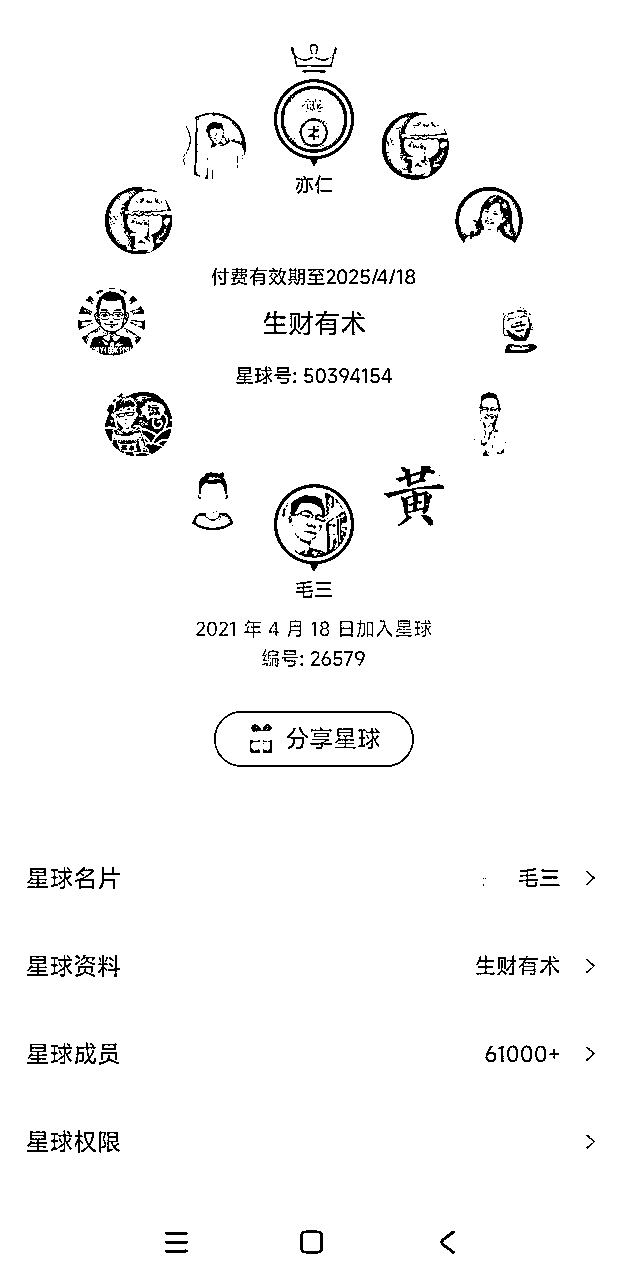 亦仁
付费有效期至2025/4/18
生财有术
星球号: 50394154
黃
毛三
2021 年 4 月 18 日加入星球
编号: 26579
分享星球
星球名片 毛三
星球资料 生财有术
星球成员 61000+
星球权限